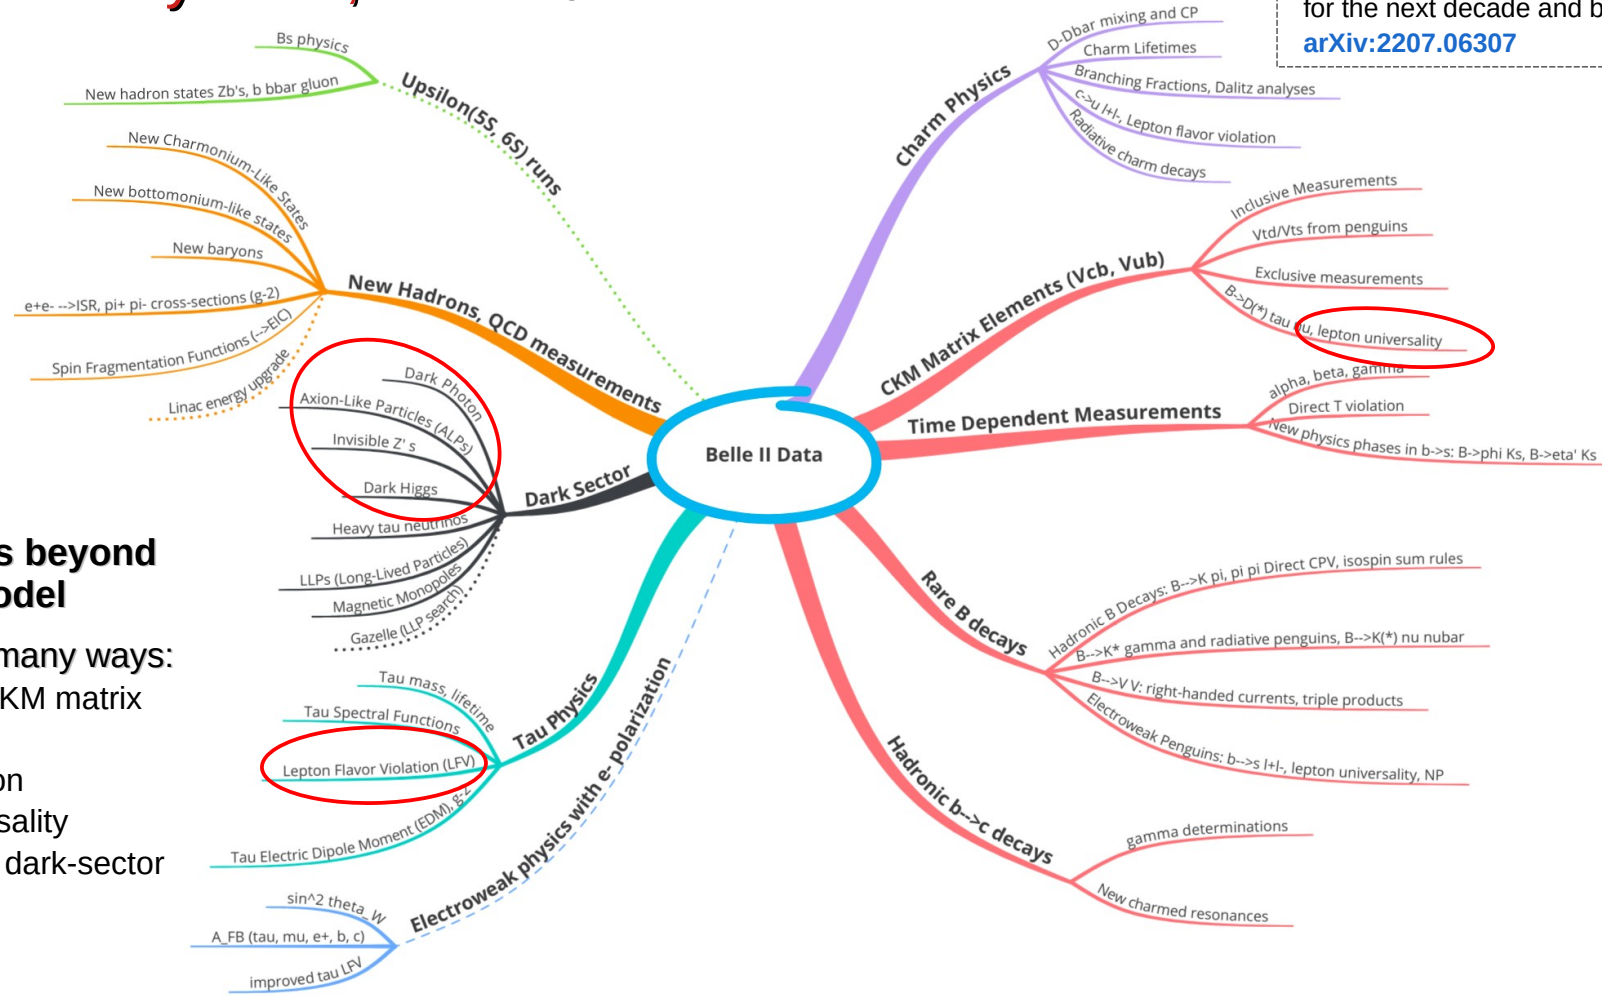 for the next decade and b
arXiv:2207.06307
Bs physics
New hadron states Zb's, b bbar gluon
Upsilon(5S, 6S) runs
New Charmonium-Like States
New bottomonium-like states
New baryons
e+e- -->ISR, pi+ pi- cross-sections (g-2)
Spin Fragmentation Functions (-->EIC)
Linac energy upgrade
New Hadrons, QCD measurements
Dark Photon
Axion-Like Particles (ALPs)
Invisible Z' s
Dark Higgs
Heavy tau neutrinos
LLPs (Long-Lived Particles)
Magnetic Monopoles
Gazelle (LLP search)
Dark Sector
s beyond
odel
many ways:
KM matrix
on
sality
dark-sector
Tau mass, lifetime
Tau Spectral Functions
Lepton Flavor Violation (LFV)
Tau Electric Dipole Moment (EDM), g-2
Tau Physics
sin^2 theta_W
A_FB (tau, mu, e+, b, c)
improved tau LFV
Electroweak physics with e- polarization
Belle II Data
Charm Physics
D-Dbar mixing and CP
Charm Lifetimes
Branching Fractions, Dalitz analyses
c->u l+l-, Lepton flavor violation
Radiative charm decays
CKM Matrix Elements (Vcb, Vub)
Inclusive Measurements
Vtd/Vts from penguins
Exclusive measurements
B->D(*) tau nu, lepton universality
Time Dependent Measurements
alpha, beta, gamma
Direct T violation
New physics phases in b->s: B->phi Ks, B->eta' Ks
Rare B decays
Hadronic B Decays: B-->K pi, pi pi Direct CPV, isospin sum rules
B-->K* gamma and radiative penguins, B-->K(*) nu nubar
B-->V V: right-handed currents, triple products
Electroweak Penguins: b-->s l+l-, lepton universality, NP
Hadronic b-->c decays
gamma determinations
New charmed resonances